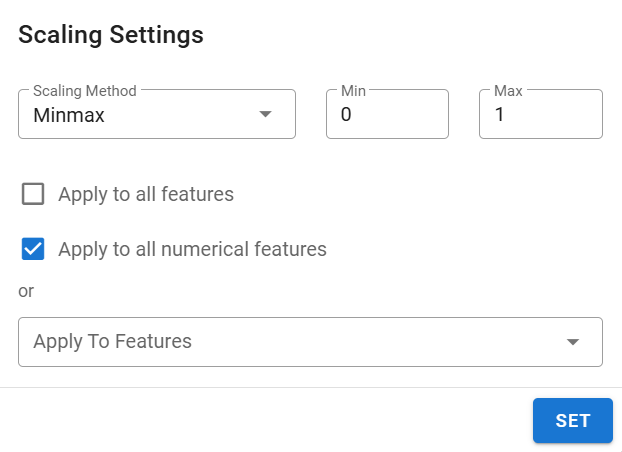 Scaling Settings
Scaling Method
Min
Max
Minmax
0
1
Apply to all features
Apply to all numerical features
or
Apply To Features
SET